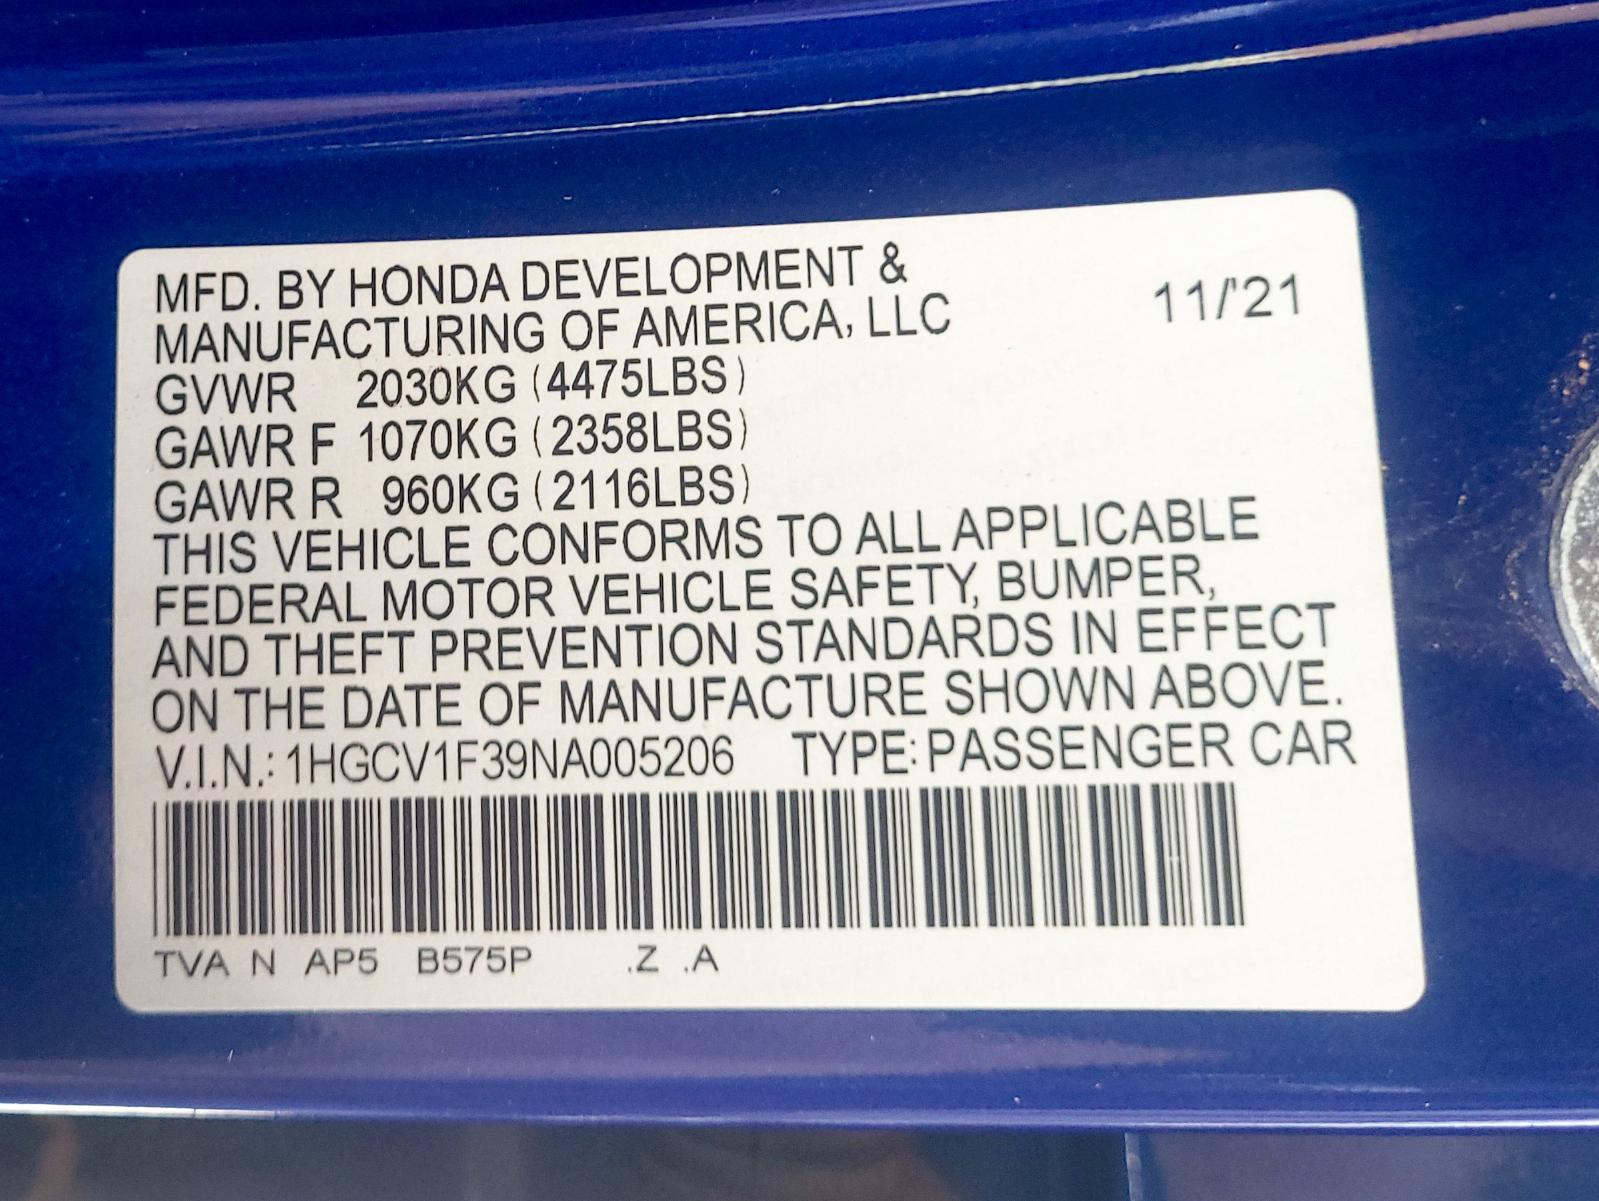 MFD. BY HONDA DEVELOPMENT &
MANUFACTURING OF AMERICA, LLC
11/'21
GVWR 2030KG (4475LBS)
GAWR F 1070KG (2358LBS)
GAWR R 960KG (2116LBS)
THIS VEHICLE CONFORMS TO ALL APPLICABLE
FEDERAL MOTOR VEHICLE SAFETY, BUMPER,
AND THEFT PREVENTION STANDARDS IN EFFECT
ON THE DATE OF MANUFACTURE SHOWN ABOVE.
V.I.N.: 1HGCV1F39NA005206 TYPE: PASSENGER CAR
TVA N AP5 B575P .Z .A